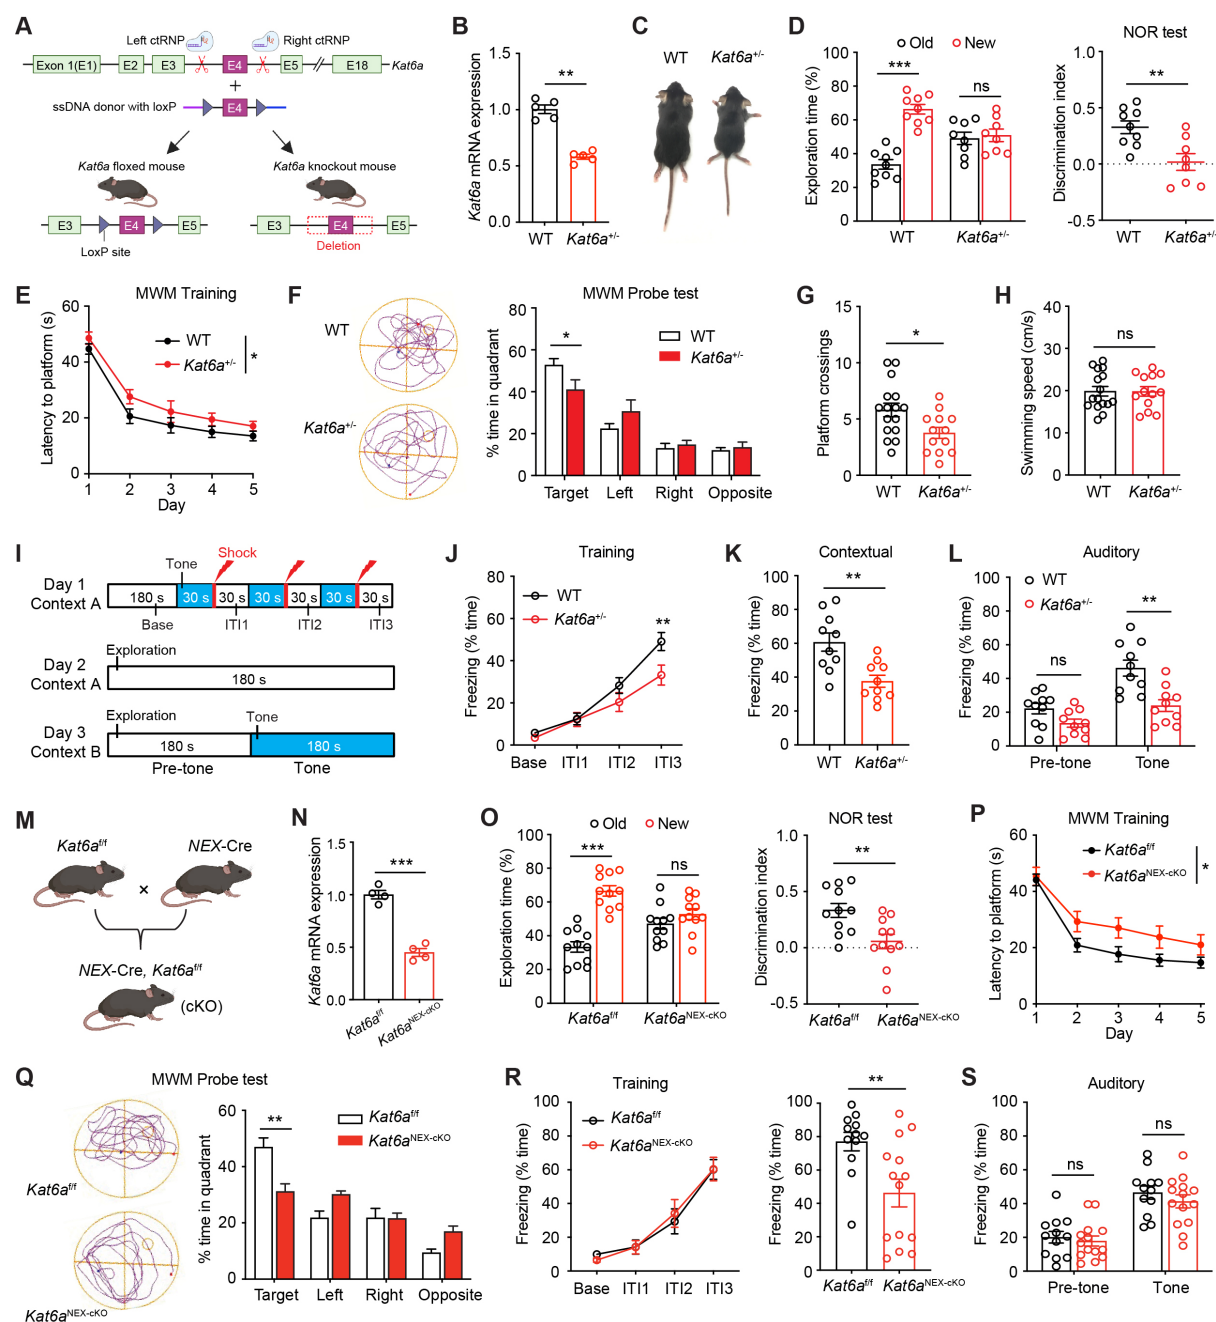 A
Left ctRNP
Right ctRNP
Exon 1(E1)
E2
E3
E4
E5
E18
Kat6a
+
ssDNA donor with loxP
E4
Kat6a floxed mouse
Kat6a knockout mouse
E3
E4
E5
E3
E4
E5
LoxP site
Deletion
B
Kat6a mRNA expression
1.5
1.0
0.5
0.0
**
WT
Kat6a+/-
C
WT
Kat6a+/-
D
Old
New
Exploration time (%)
100
80
60
40
20
0
***
ns
WT
Kat6a+/-
NOR test
Discrimination index
1.0
0.5
0.0
-0.5
**
WT
Kat6a+/-
E
MWM Training
Latency to platform (s)
60
40
20
0
WT
Kat6a+/-
*
1 2 3 4 5
Day
F
WT
Kat6a+/-
MWM Probe test
% time in quadrant
80
60
40
20
0
*
WT
Kat6a+/-
Target Left Right Opposite
G
Platform crossings
15
10
5
0
*
WT
Kat6a+/-
H
Swimming speed (cm/s)
40
30
20
10
0
ns
WT
Kat6a+/-
I
Tone
Shock
Day 1
Context A
180 s
30 s
30 s
30 s
30 s
30 s
30 s
Base
ITI1
ITI2
ITI3
Exploration
Day 2
Context A
180 s
Exploration
Tone
Day 3
Context B
180 s
180 s
Pre-tone
Tone
J
Training
Freezing (% time)
80
60
40
20
0
WT
Kat6a+/-
**
Base ITI1 ITI2 ITI3
K
Contextual
Freezing (% time)
100
80
60
40
20
0
**
WT
Kat6a+/-
L
Auditory
Freezing (% time)
100
80
60
40
20
0
WT
Kat6a+/-
ns
**
Pre-tone
Tone
M
Kat6af/f
NEX-Cre
×
NEX-Cre, Kat6af/f
(cKO)
N
Kat6a mRNA expression
1.5
1.0
0.5
0.0
***
Kat6af/f
Kat6aNEX-cKO
O
Old
New
Exploration time (%)
100
80
60
40
20
0
***
ns
Kat6af/f
Kat6aNEX-cKO
NOR test
Discrimination index
1.0
0.5
0.0
-0.5
**
Kat6af/f
Kat6aNEX-cKO
P
MWM Training
Latency to platform (s)
60
40
20
0
Kat6af/f
Kat6aNEX-cKO
*
1 2 3 4 5
Day
Q
MWM Probe test
Kat6af/f
Kat6aNEX-cKO
% time in quadrant
60
40
20
0
**
Kat6af/f
Kat6aNEX-cKO
Target Left Right Opposite
R
Training
Freezing (% time)
100
80
60
40
20
0
Kat6af/f
Kat6aNEX-cKO
Base ITI1 ITI2 ITI3
Freezing (% time)
100
80
60
40
20
0
**
Kat6af/f
Kat6aNEX-cKO
S
Auditory
Freezing (% time)
100
80
60
40
20
0
ns
ns
Pre-tone
Tone